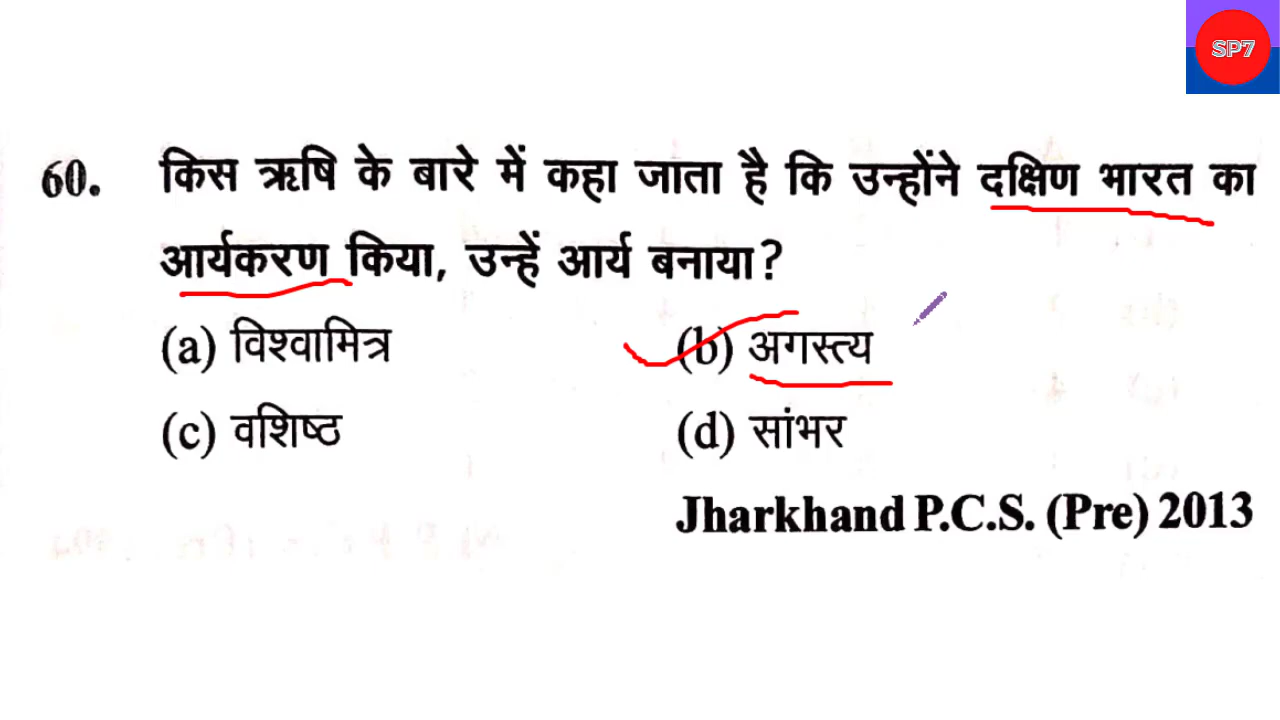 SP7
60. किस ऋषि के बारे में कहा जाता है कि उन्होंने दक्षिण भारत का
आर्यकरण किया, उन्हें आर्य बनाया?
(a) विश्वामित्र (b) अगस्त्य
(c) वशिष्ठ (d) सांभर
Jharkhand P.C.S. (Pre) 2013